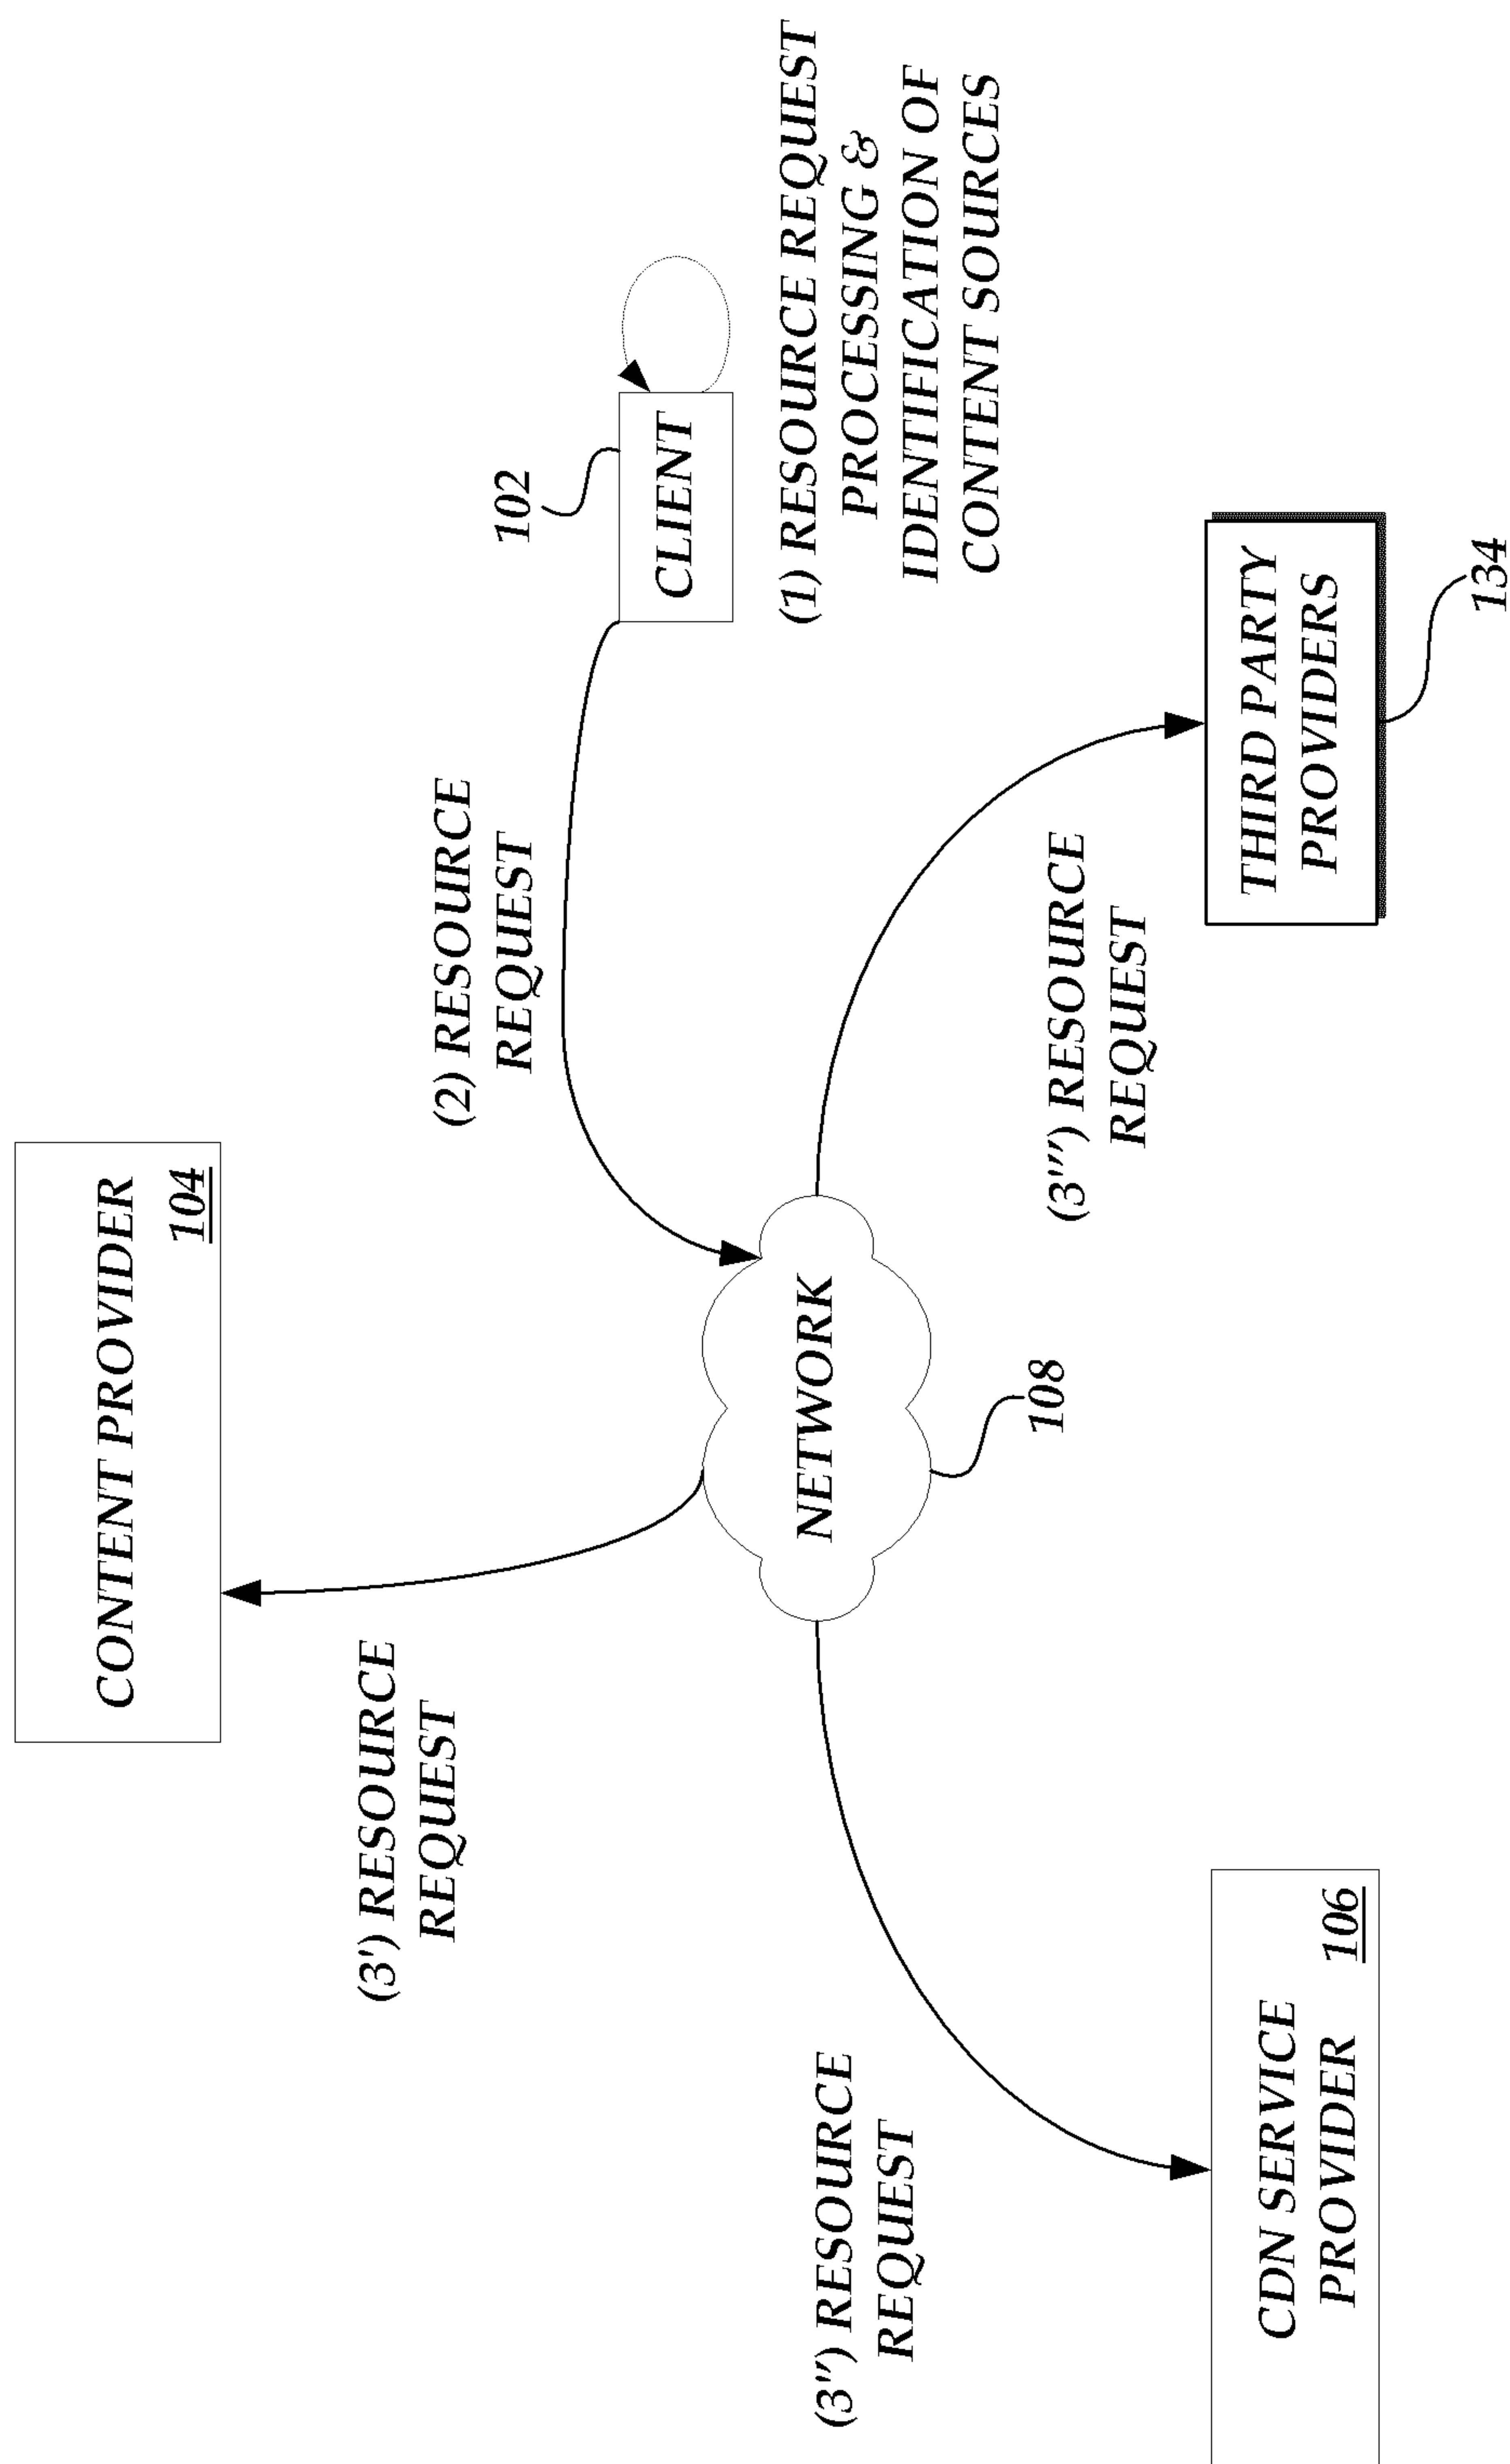 CONTENT PROVIDER
104
(3') RESOURCE
REQUEST
(2) RESOURCE
REQUEST
102
CLIENT
(1) RESOURCE REQUEST
PROCESSING &
IDENTIFICATION OF
CONTENT SOURCES
NETWORK
108
(3'') RESOURCE
REQUEST
(3''') RESOURCE
REQUEST
CDN SERVICE
PROVIDER
106
THIRD PARTY
PROVIDERS
134